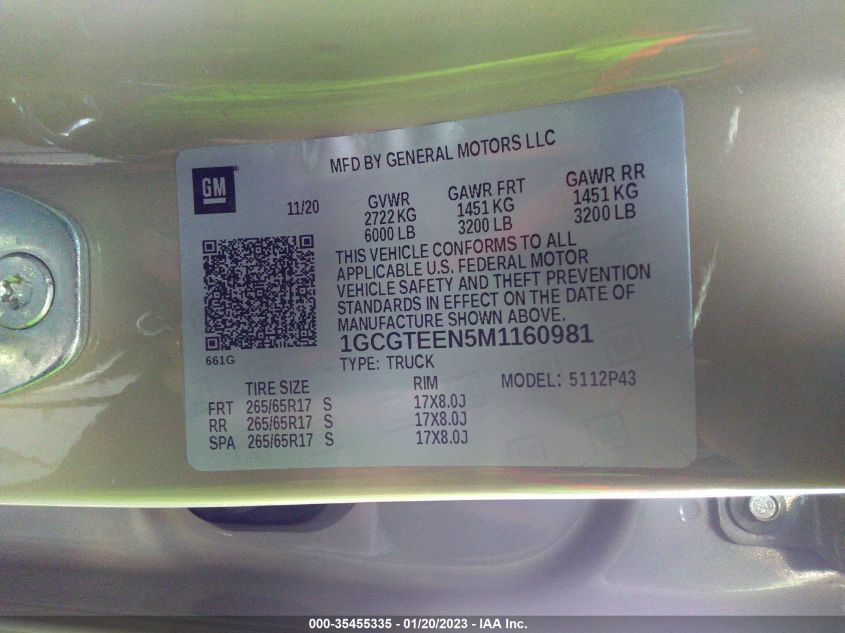 MFD BY GENERAL MOTORS LLC
GM
11/20
GVWR GAWR FRT GAWR RR
2722 KG 1451 KG 1451 KG
6000 LB 3200 LB 3200 LB
THIS VEHICLE CONFORMS TO ALL
APPLICABLE U.S. FEDERAL MOTOR
VEHICLE SAFETY AND THEFT PREVENTION
STANDARDS IN EFFECT ON THE DATE OF
MANUFACTURE SHOWN ABOVE.
661G
1GCGTEEN5M1160981
TYPE: TRUCK
TIRE SIZE RIM MODEL: 5112P43
FRT 265/65R17 S 17X8.0J
RR 265/65R17 S 17X8.0J
SPA 265/65R17 S 17X8.0J
000-35455335 - 01/20/2023 - IAA Inc.